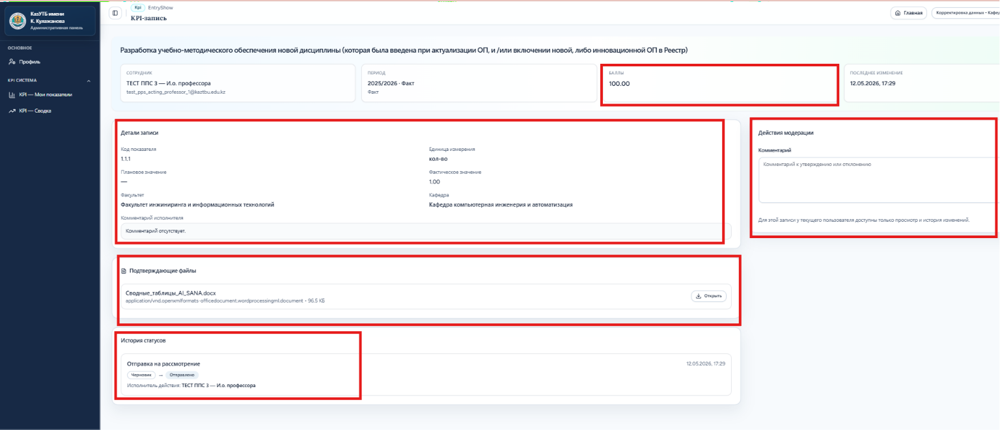 КазУТБ имени
К. Кулажанова
Административная панель
ОСНОВНОЕ
Профиль
KPI СИСТЕМА
KPI — Мои показатели
KPI — Сводка
Kpi EntryShow
KPI-запись
Главная
Корректировка данных - Кафед
Разработка учебно-методического обеспечения новой дисциплины (которая была введена при актуализации ОП, и /или включении новой, либо инновационной ОП в Реестр)
СОТРУДНИК
ТЕСТ ППС 3 — И.о. профессора
test_pps_acting_professor_1@kaztbu.edu.kz
ПЕРИОД
2025/2026 · Факт
Факт
БАЛЛЫ
100.00
ПОСЛЕДНЕЕ ИЗМЕНЕНИЕ
12.05.2026, 17:29
Детали записи
Код показателя
1.1.1
Единица измерения
кол-во
Плановое значение
—
Фактическое значение
1.00
Факультет
Факультет инжиниринга и информационных технологий
Кафедра
Кафедра компьютерная инженерия и автоматизация
Комментарий исполнителя
Комментарий отсутствует.
Действия модерации
Комментарий
Комментарий к утверждению или отклонению
Для этой записи у текущего пользователя доступны только просмотр и история изменений.
Подтверждающие файлы
Сводные_таблицы_AI_SANA.docx
application/vnd.openxmlformats-officedocument.wordprocessingml.document • 96.5 КБ
Открыть
История статусов
Отправка на рассмотрение
12.05.2026, 17:29
Черновик → Отправлено
Исполнитель действия: ТЕСТ ППС 3 — И.о. профессора